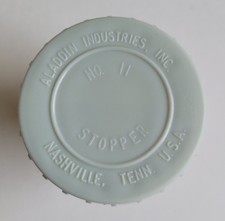 ALADDIN INDUSTRIES, INC.
NO. 11
STOPPER
NASHVILLE, TENN U.S.A.